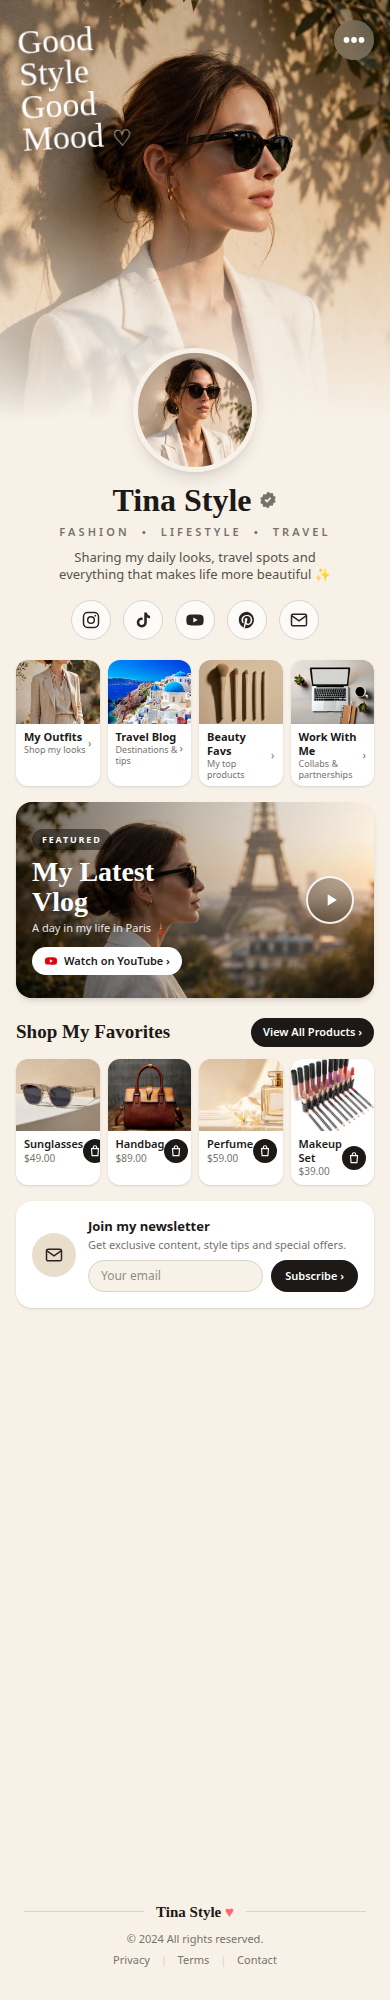 Good
Style
Good
Mood ♡
Tina Style
FASHION • LIFESTYLE • TRAVEL
Sharing my daily looks, travel spots and
everything that makes life more beautiful ✨
My Outfits
Shop my looks ›
Travel Blog
Destinations & ›
tips
Beauty
Favs
My top ›
products
Work With
Me
Collabs & ›
partnerships
FEATURED
My Latest
Vlog
A day in my life in Paris 🗼
Watch on YouTube ›
Shop My Favorites
View All Products ›
Sunglasses
$49.00
Handbag
$89.00
Perfume
$59.00
Makeup
Set
$39.00
Join my newsletter
Get exclusive content, style tips and special offers.
Your email
Subscribe ›
Tina Style ♥
© 2024 All rights reserved.
Privacy | Terms | Contact